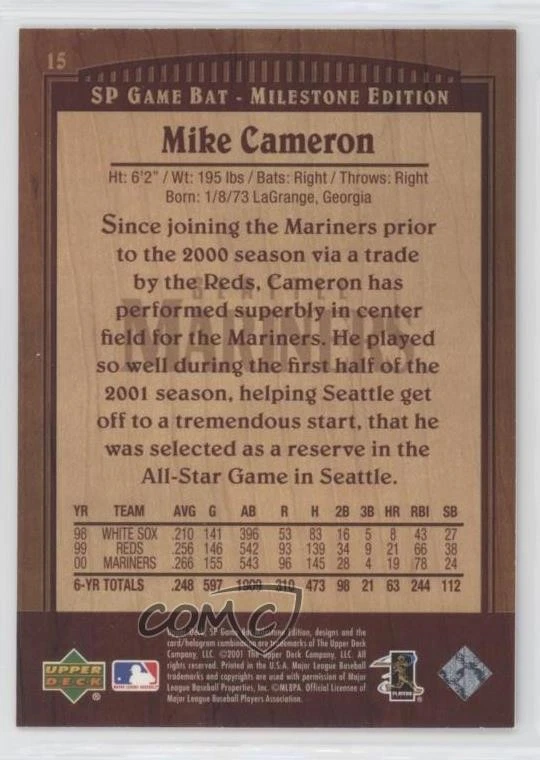 15
SP GAME BAT - MILESTONE EDITION
Mike Cameron
Ht: 6'2" / Wt: 195 lbs / Bats: Right / Throws: Right
Born: 1/8/73 LaGrange, Georgia
Since joining the Mariners prior
to the 2000 season via a trade
by the Reds, Cameron has
performed superbly in center
field for the Mariners. He played
so well during the first half of the
2001 season, helping Seattle get
off to a tremendous start, that he
was selected as a reserve in the
All-Star Game in Seattle.
SEATTLE
MARINERS
YR TEAM AVG G AB R H 2B 3B HR RBI SB
98 WHITE SOX .210 141 396 53 83 16 5 8 43 27
99 REDS .256 146 542 93 139 34 9 21 66 38
00 MARINERS .266 155 543 96 145 28 4 19 78 24
6-YR TOTALS .248 597 1909 310 473 98 21 63 244 112
COMC
Upper Deck, SP Game Bat Milestone Edition, designs and the
card/hologram combination are trademarks of The Upper Deck
Company, LLC. ©2001 The Upper Deck Company, LLC. All
rights reserved. Printed in the U.S.A. Major League Baseball
trademarks and copyrights are used with permission of Major
League Baseball Properties, Inc. ©MLBPA. Official Licensee of
Major League Baseball Players Association.
UPPER
DECK
®
PLAYERS
®